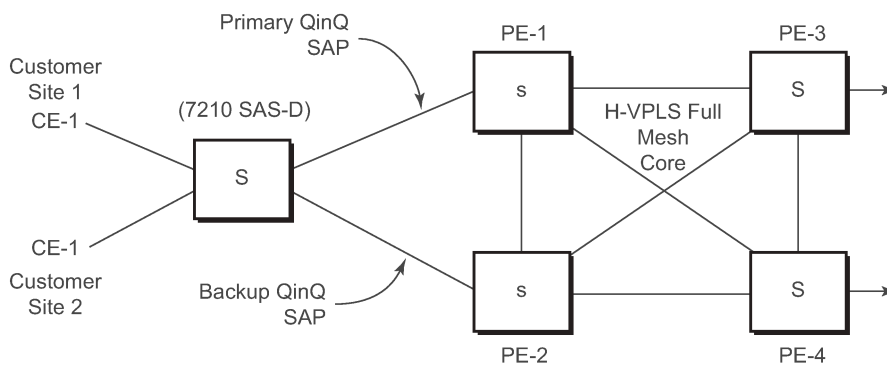 Primary QinQ
SAP
PE-1
PE-3
Customer
Site 1
CE-1
(7210 SAS-D)
S
s
S
H-VPLS Full
Mesh
Core
CE-1
Customer
Site 2
Backup QinQ
SAP
s
S
PE-2
PE-4